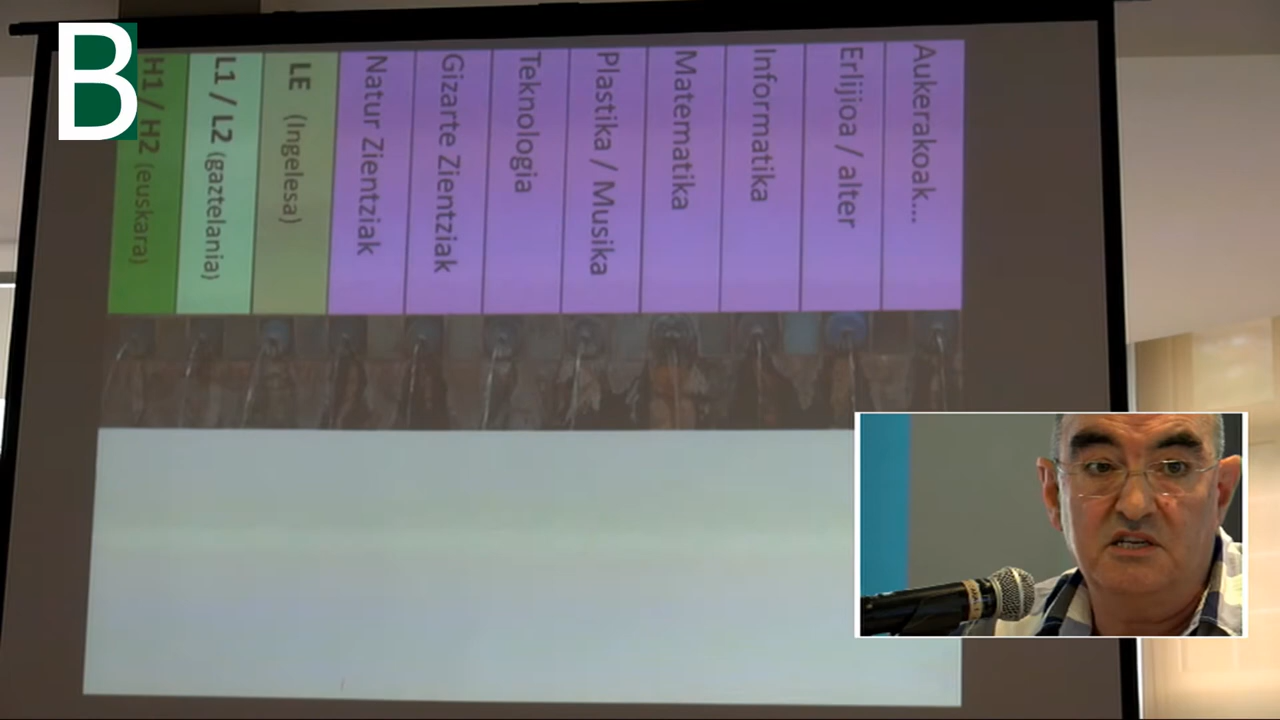 B
H1 / H2 (euskara)
L1 / L2 (gaztelania)
LE (Ingelesa)
Natur Zientziak
Gizarte Zientziak
Teknologia
Plastika / Musika
Matematika
Informatika
Erlijioa / alter
Aukerakoak...